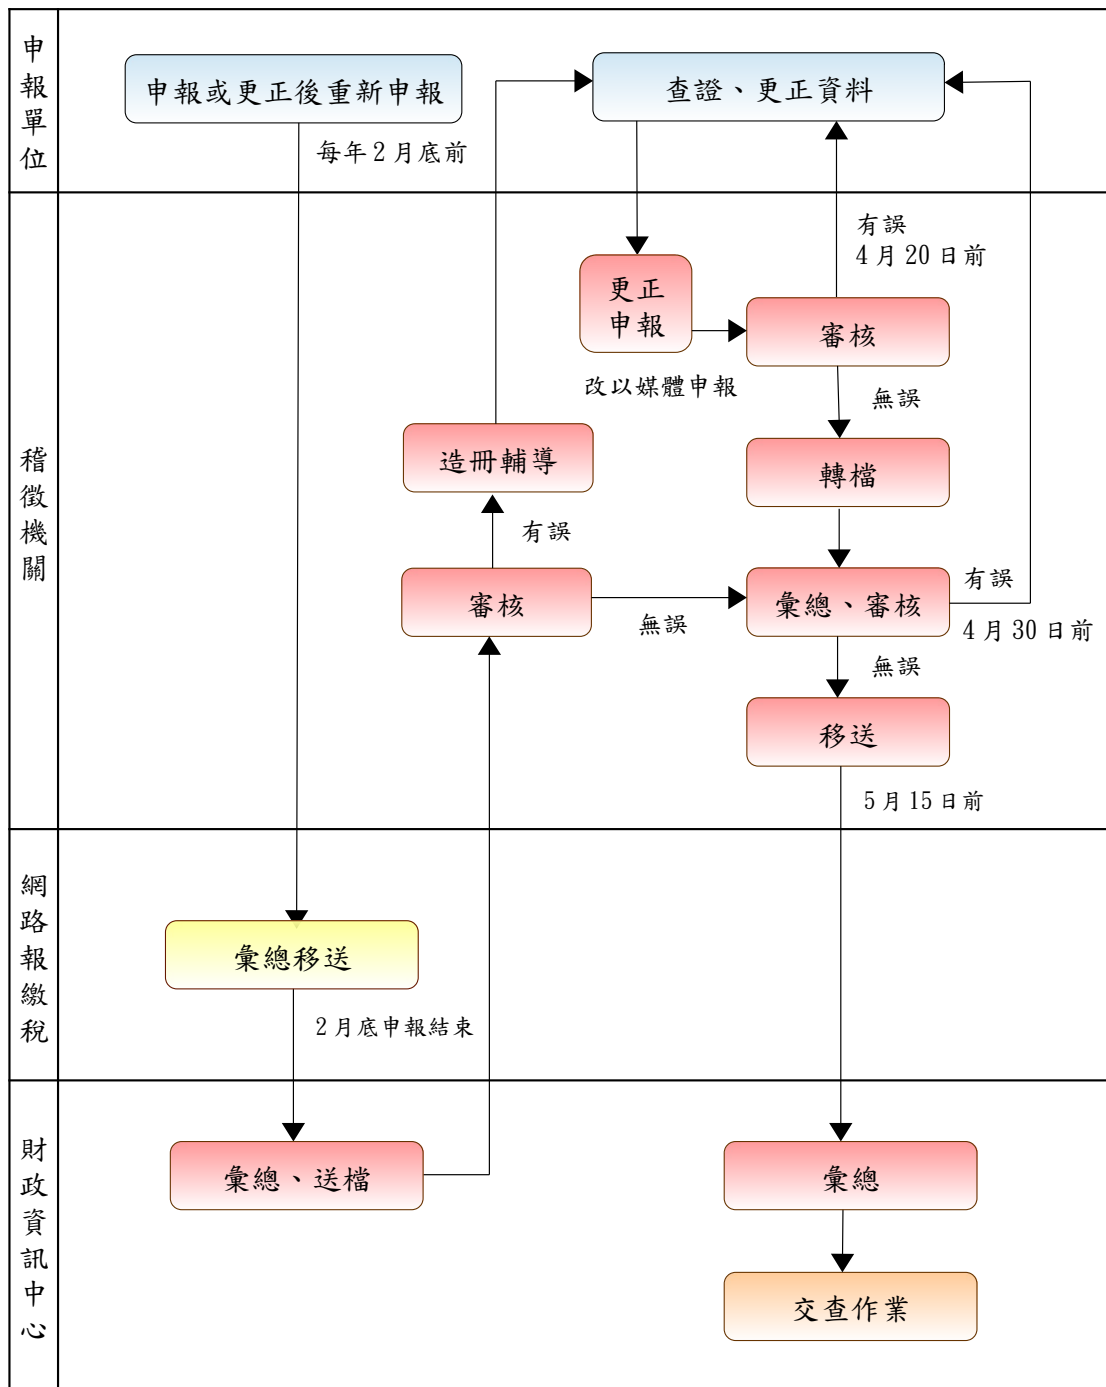 申報單位
申報或更正後重新申報
查證、更正資料
每年2月底前
稽徵機關
有誤
4月20日前
更正
申報
審核
改以媒體申報
無誤
造冊輔導
轉檔
有誤
審核
無誤
彙總、審核
有誤
4月30日前
無誤
移送
5月15日前
網路報繳稅
彙總移送
2月底申報結束
財政資訊中心
彙總、送檔
彙總
交查作業